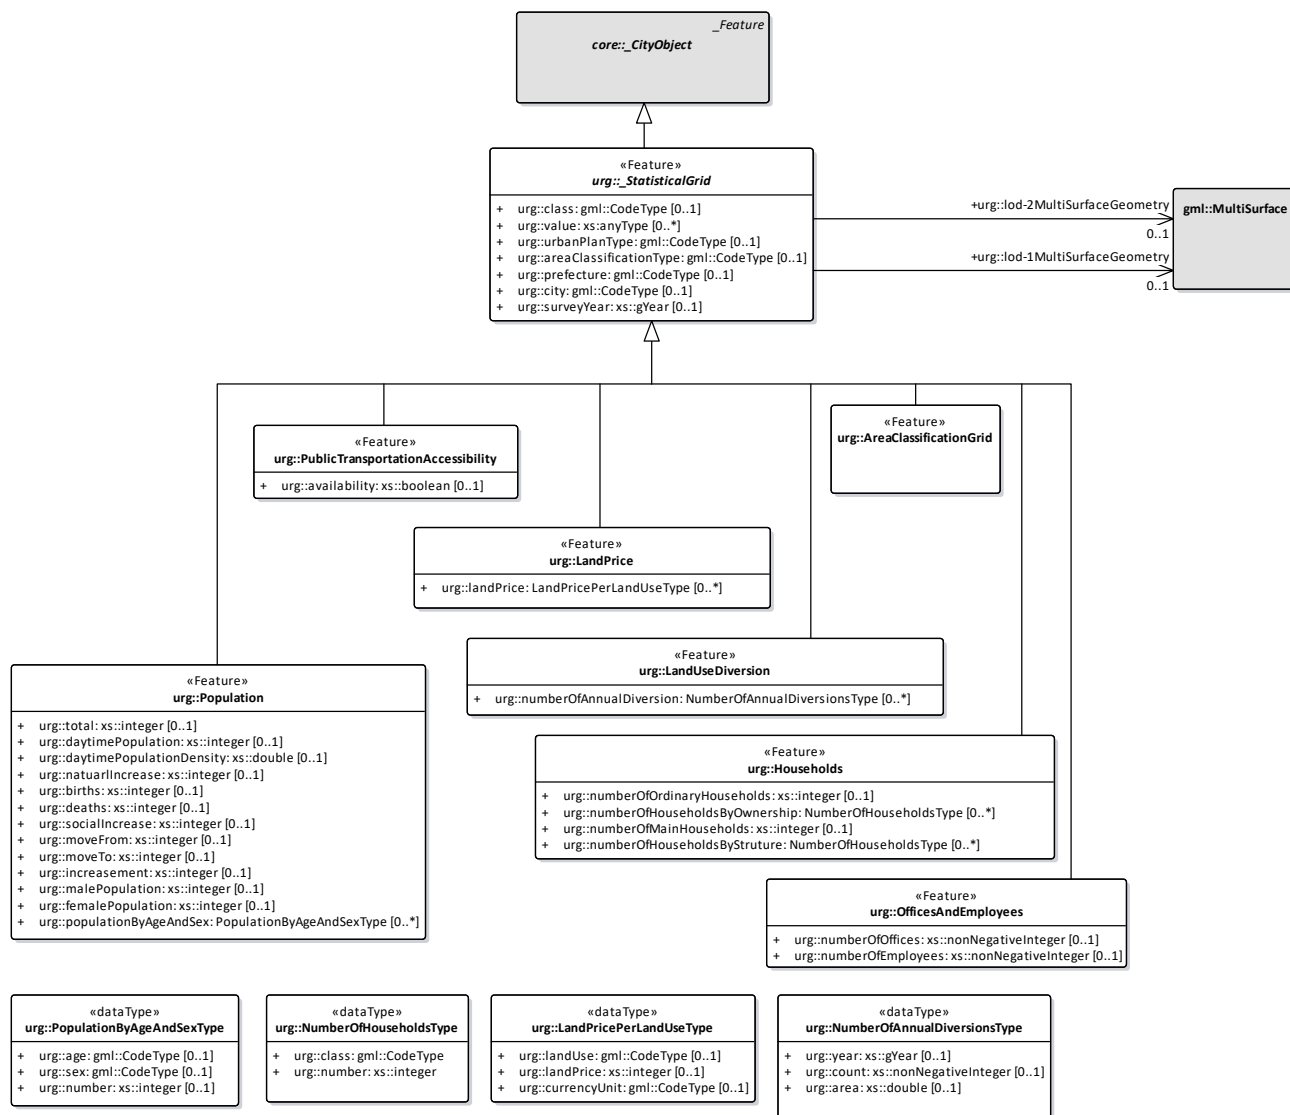 _Feature
core::_CityObject
«Feature»
urg::_StatisticalGrid
+ urg::class: gml::CodeType [0..1]
+ urg::value: xs:anyType [0..*]
+ urg::urbanPlanType: gml::CodeType [0..1]
+ urg::areaClassificationType: gml::CodeType [0..1]
+ urg::prefecture: gml::CodeType [0..1]
+ urg::city: gml::CodeType [0..1]
+ urg::surveyYear: xs::gYear [0..1]
+urg::lod-2MultiSurfaceGeometry
0..1
+urg::lod-1MultiSurfaceGeometry
0..1
gml::MultiSurface
«Feature»
urg::PublicTransportationAccessibility
+ urg::availability: xs::boolean [0..1]
«Feature»
urg::AreaClassificationGrid
«Feature»
urg::LandPrice
+ urg::landPrice: LandPricePerLandUseType [0..*]
«Feature»
urg::LandUseDiversion
+ urg::numberOfAnnualDiversion: NumberOfAnnualDiversionsType [0..*]
«Feature»
urg::Population
+ urg::total: xs::integer [0..1]
+ urg::daytimePopulation: xs::integer [0..1]
+ urg::daytimePopulationDensity: xs::double [0..1]
+ urg::natuarlIncrease: xs::integer [0..1]
+ urg::births: xs::integer [0..1]
+ urg::deaths: xs::integer [0..1]
+ urg::socialIncrease: xs::integer [0..1]
+ urg::moveFrom: xs::integer [0..1]
+ urg::moveTo: xs::integer [0..1]
+ urg::increasement: xs::integer [0..1]
+ urg::malePopulation: xs::integer [0..1]
+ urg::femalePopulation: xs::integer [0..1]
+ urg::populationByAgeAndSex: PopulationByAgeAndSexType [0..*]
«Feature»
urg::Households
+ urg::numberOfOrdinaryHouseholds: xs::integer [0..1]
+ urg::numberOfHouseholdsByOwnership: NumberOfHouseholdsType [0..*]
+ urg::numberOfMainHouseholds: xs::integer [0..1]
+ urg::numberOfHouseholdsByStruture: NumberOfHouseholdsType [0..*]
«Feature»
urg::OfficesAndEmployees
+ urg::numberOfOffices: xs::nonNegativeInteger [0..1]
+ urg::numberOfEmployees: xs::nonNegativeInteger [0..1]
«dataType»
urg::PopulationByAgeAndSexType
+ urg::age: gml::CodeType [0..1]
+ urg::sex: gml::CodeType [0..1]
+ urg::number: xs::integer [0..1]
«dataType»
urg::NumberOfHouseholdsType
+ urg::class: gml::CodeType
+ urg::number: xs::integer
«dataType»
urg::LandPricePerLandUseType
+ urg::landUse: gml::CodeType [0..1]
+ urg::landPrice: xs::integer [0..1]
+ urg::currencyUnit: gml::CodeType [0..1]
«dataType»
urg::NumberOfAnnualDiversionsType
+ urg::year: xs::gYear [0..1]
+ urg::count: xs::nonNegativeInteger [0..1]
+ urg::area: xs::double [0..1]